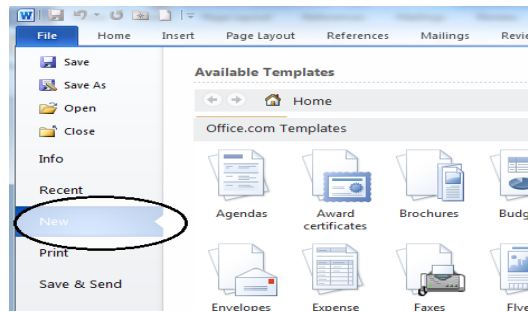 File Home Insert Page Layout References Mailings
Save
Save As
Open
Close
Info
Recent
New
Print
Save & Send
Available Templates
Home
Office.com Templates
Agendas Award certificates Brochures
Envelopes Expense Faxes